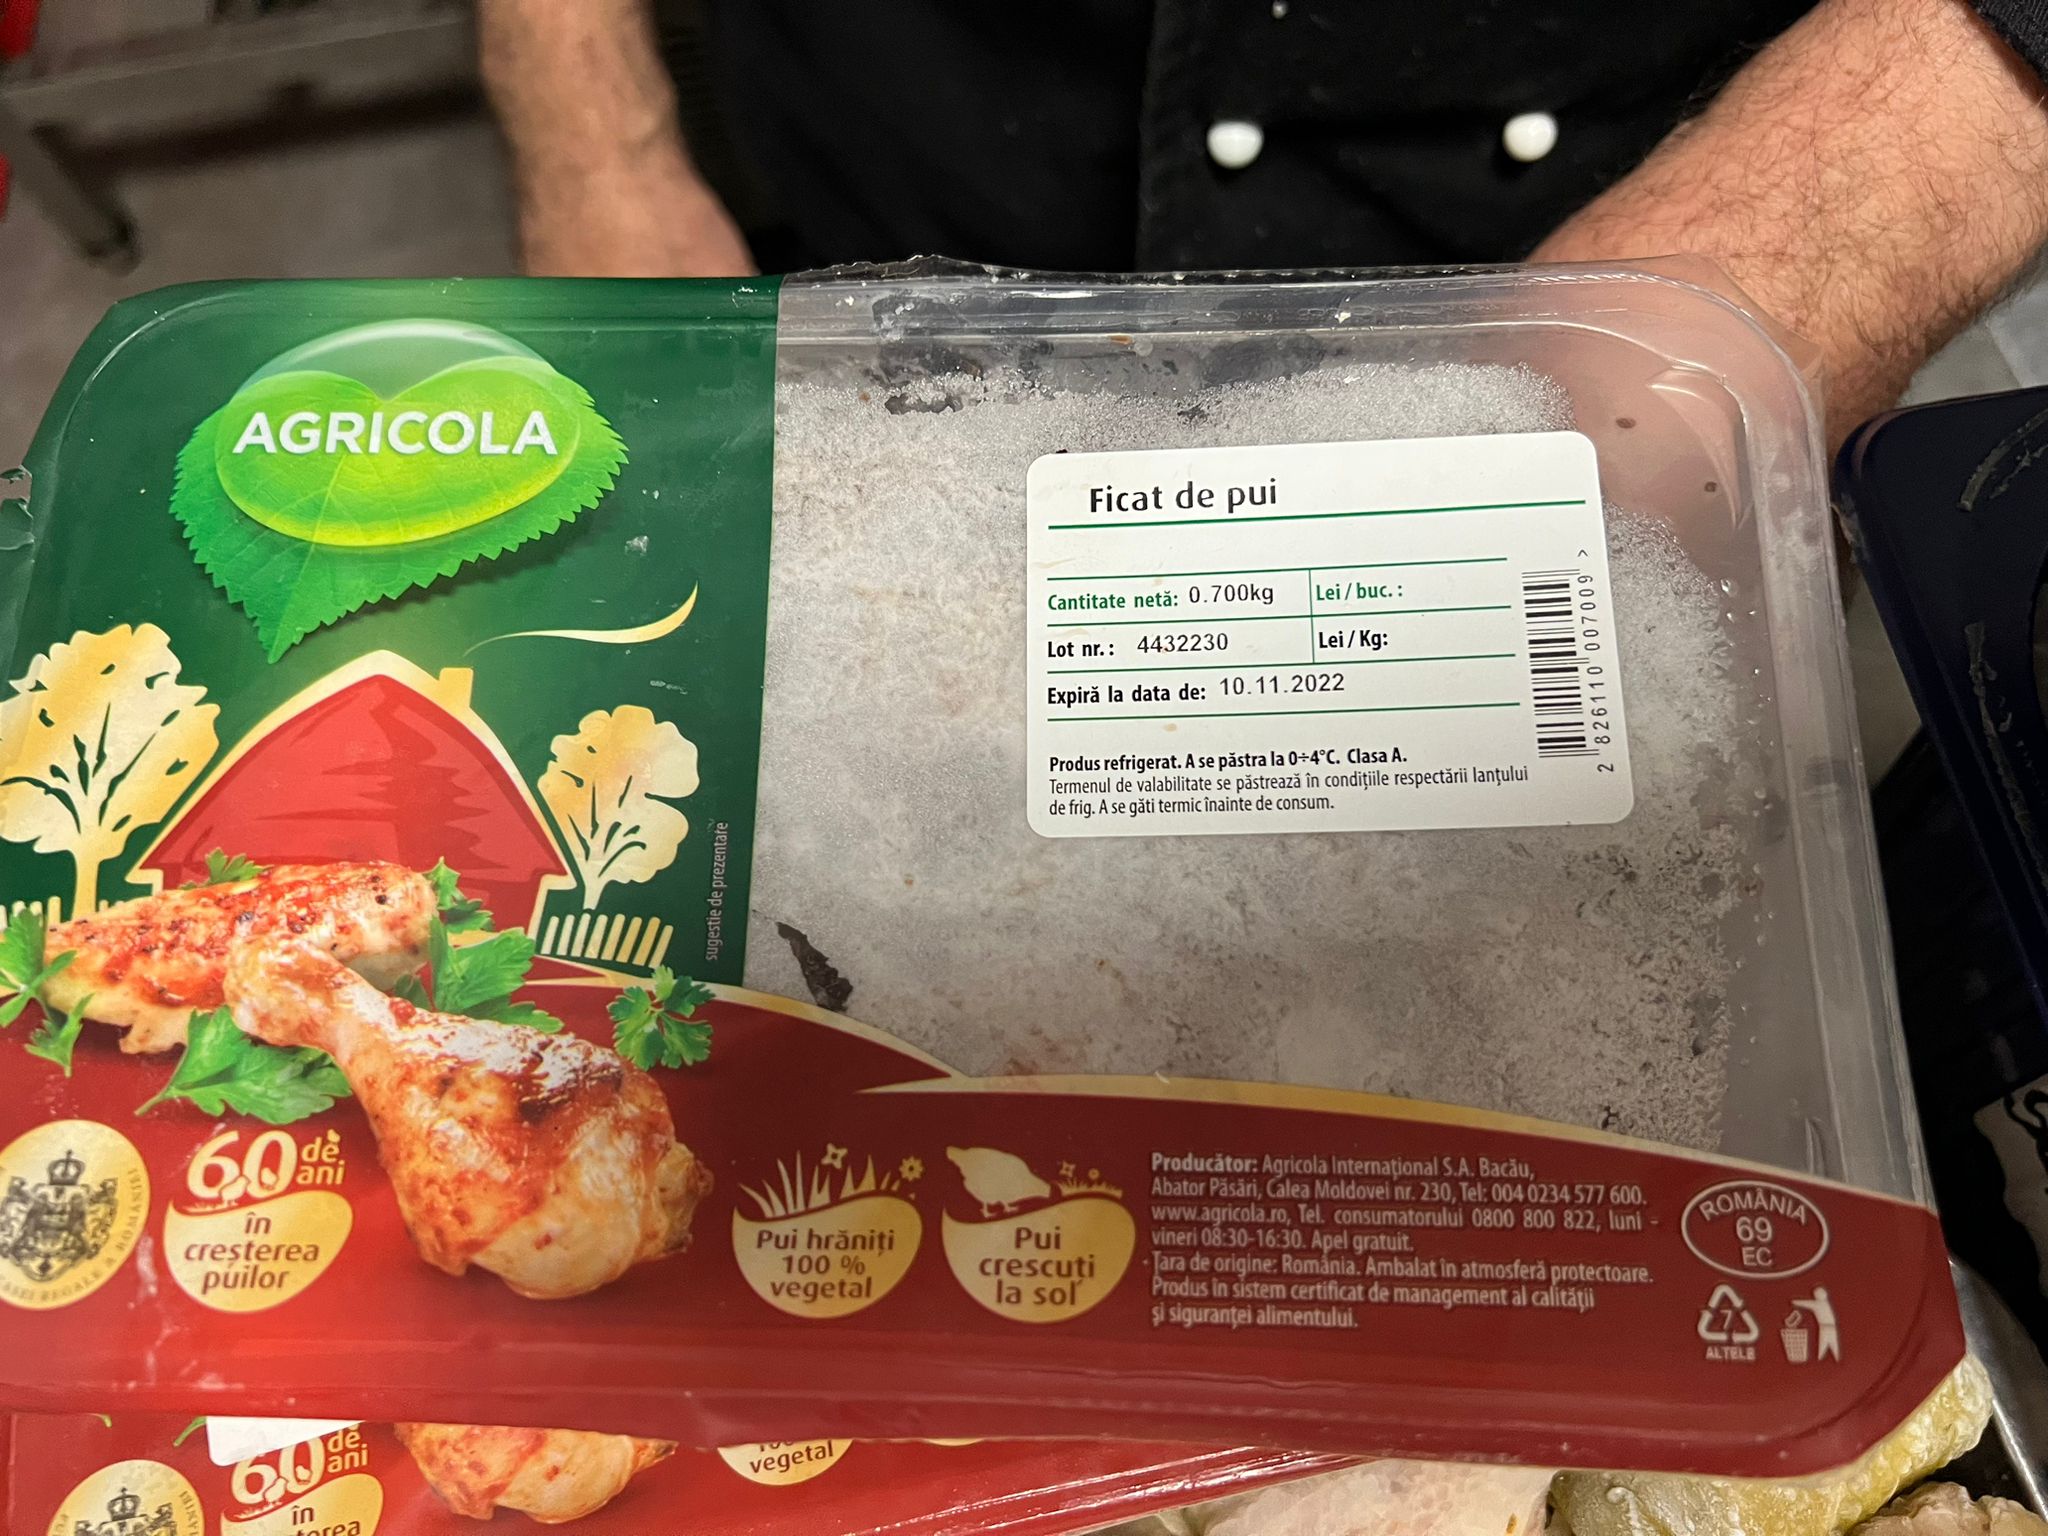 AGRICOLA
Ficat de pui
Cantitate netă: 0.700kg
Lei / buc. :
Lot nr.: 4432230
Lei / Kg:
Expiră la data de: 10.11.2022
Produs refrigerat. A se păstra la 0÷4°C. Clasa A.
Termenul de valabilitate se păstrează în condițiile respectării lanțului
de frig. A se găti termic înainte de consum.
2 826110 007009 >
sugestie de prezentare
60 de ani
în
creșterea
puilor
Pui hrăniți
100 %
vegetal
Pui
crescuți
la sol
Producător: Agricola Internațional S.A. Bacău,
Abator Păsări, Calea Moldovei nr. 230, Tel: 004 0234 577 600.
www.agricola.ro, Tel. consumatorului 0800 800 822, luni -
vineri 08:30-16:30. Apel gratuit.
Țara de origine: România. Ambalat în atmosferă protectoare.
Produs în sistem certificat de management al calității
și siguranței alimentului.
ROMÂNIA
69
EC
7
ALTELE
60 de ani
în
vegetal